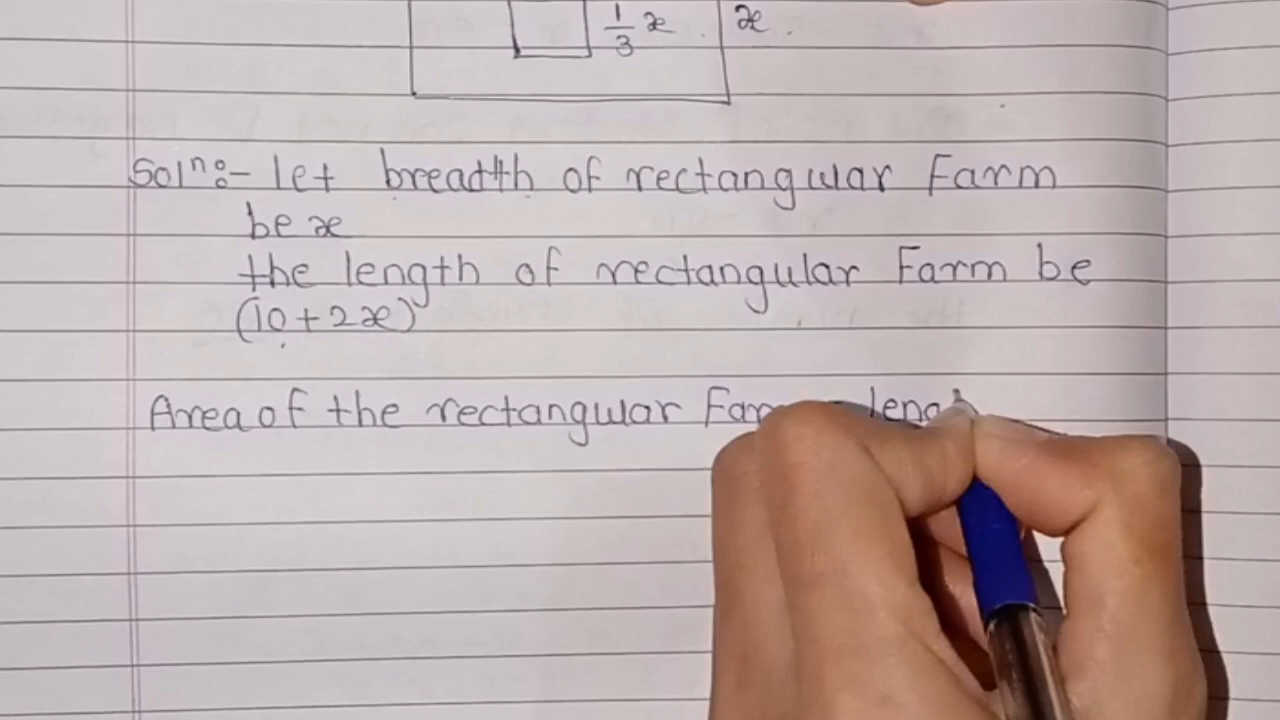 1/3 x x
Solⁿ:- let breadth of rectangular Farm
be x
the length of rectangular Farm be
(10+2x)
Area of the rectangular